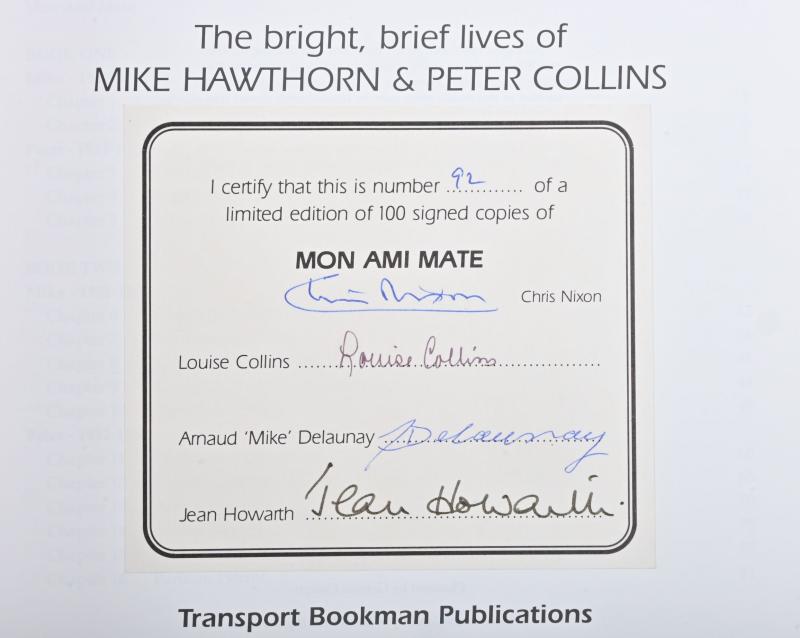 The bright, brief lives of
MIKE HAWTHORN & PETER COLLINS
I certify that this is number 92 of a
limited edition of 100 signed copies of
MON AMI MATE
Chris Nixon Chris Nixon
Louise Collins Louise Collins
Arnaud 'Mike' Delaunay Delaunay
Jean Howarth Jean Howarth.
Transport Bookman Publications